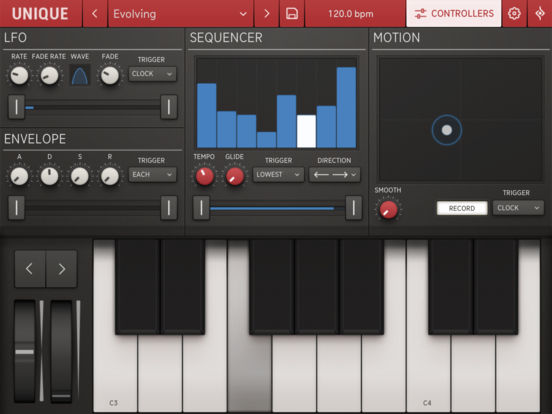 UNIQUE
Evolving
120.0 bpm
CONTROLLERS
LFO
RATE
FADE RATE
WAVE
FADE
TRIGGER
CLOCK
SEQUENCER
TEMPO
GLIDE
TRIGGER
LOWEST
DIRECTION
MOTION
SMOOTH
RECORD
TRIGGER
CLOCK
ENVELOPE
A
D
S
R
TRIGGER
EACH
C3
C4